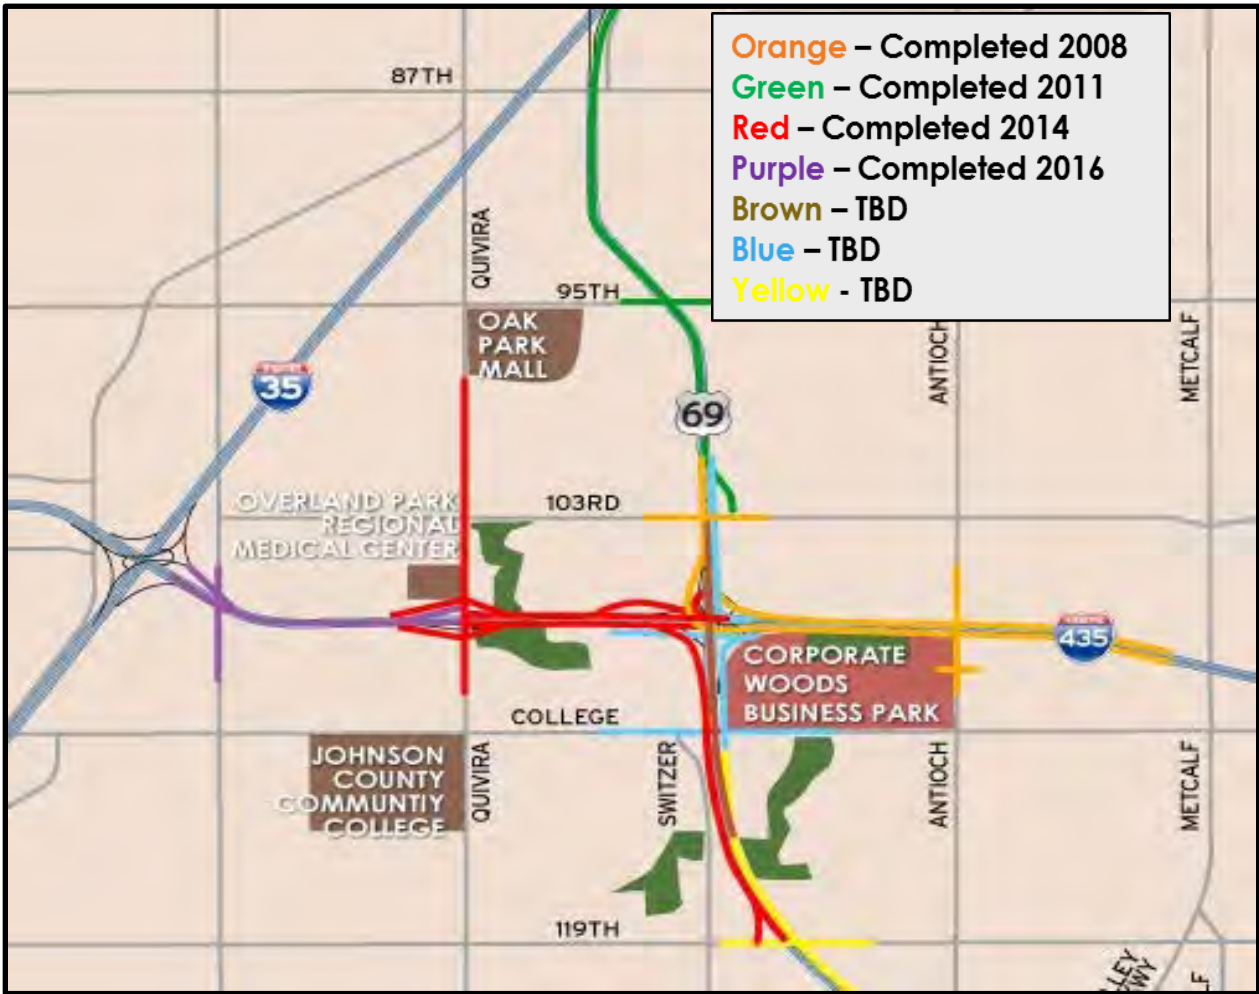 Orange – Completed 2008
Green – Completed 2011
Red – Completed 2014
Purple – Completed 2016
Brown – TBD
Blue – TBD
Yellow - TBD
87TH
QUIVIRA
95TH
OAK
PARK
MALL
35
69
ANTIOCH
METCALF
OVERLAND PARK
REGIONAL
MEDICAL CENTER
103RD
435
CORPORATE
WOODS
BUSINESS PARK
COLLEGE
JOHNSON
COUNTY
COMMUNTIY
COLLEGE
QUIVIRA
SWITZER
ANTIOCH
METCALF
119TH